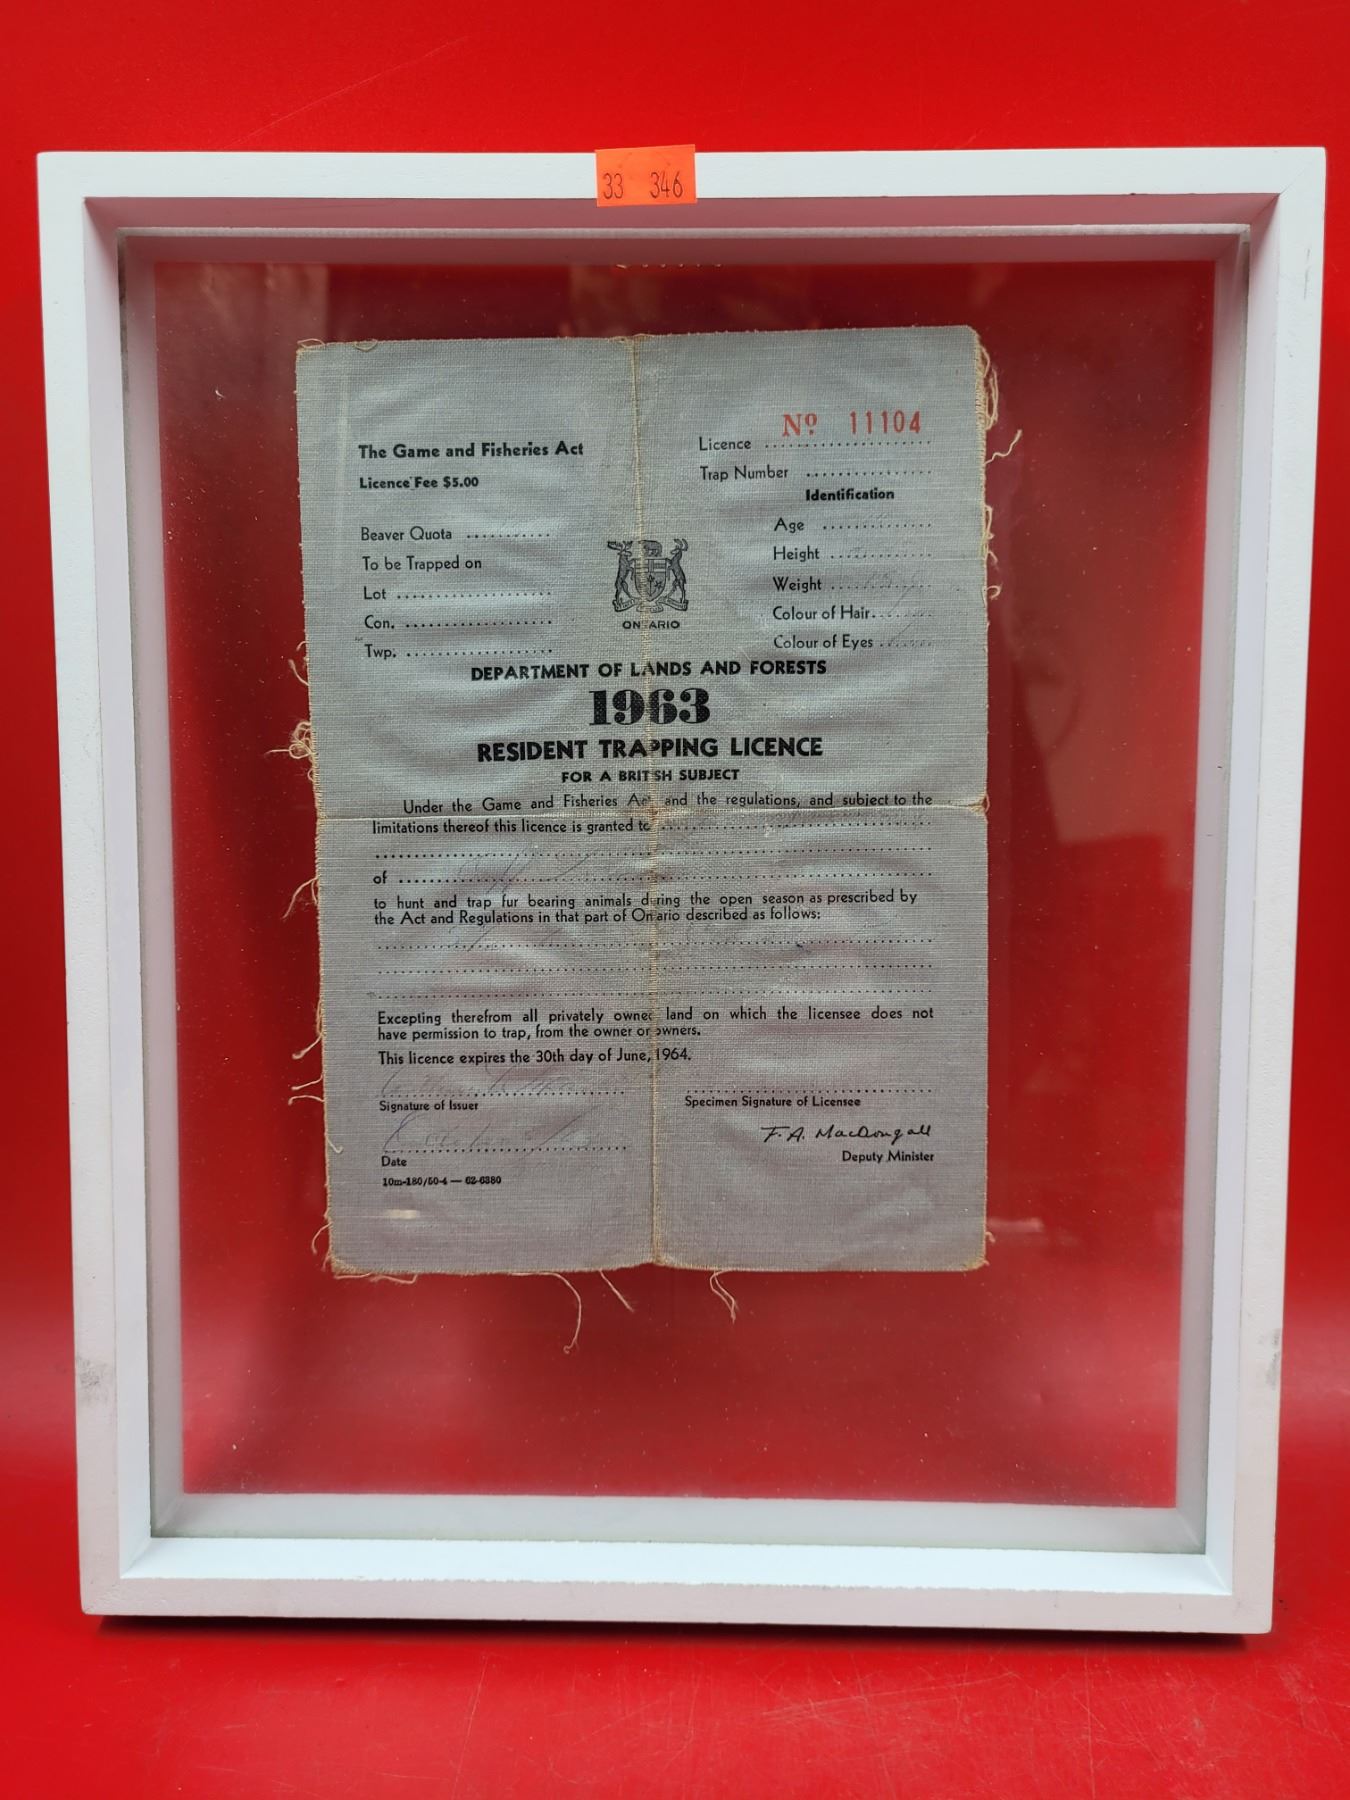 33 346
The Game and Fisheries Act
Licence Fee $5.00
Beaver Quota ............
To be Trapped on
Lot ......................
Con. ......................
Twp. ......................
Licence Nº 11104
Trap Number ..................
Identification
Age ................
Height ................
Weight ................
Colour of Hair................
Colour of Eyes ..........
ONTARIO
DEPARTMENT OF LANDS AND FORESTS
1963
RESIDENT TRAPPING LICENCE
FOR A BRITISH SUBJECT
Under the Game and Fisheries Act and the regulations, and subject to the
limitations thereof this licence is granted to ........................................
of ........................................
to hunt and trap fur bearing animals during the open season as prescribed by
the Act and Regulations in that part of Ontario described as follows:
Excepting therefrom all privately owned land on which the licensee does not
have permission to trap, from the owner or owners.
This licence expires the 30th day of June, 1964.
Signature of Issuer
Specimen Signature of Licensee
F. A. MacDougall
Date
Deputy Minister
10m-180/50-4 — 62-6380